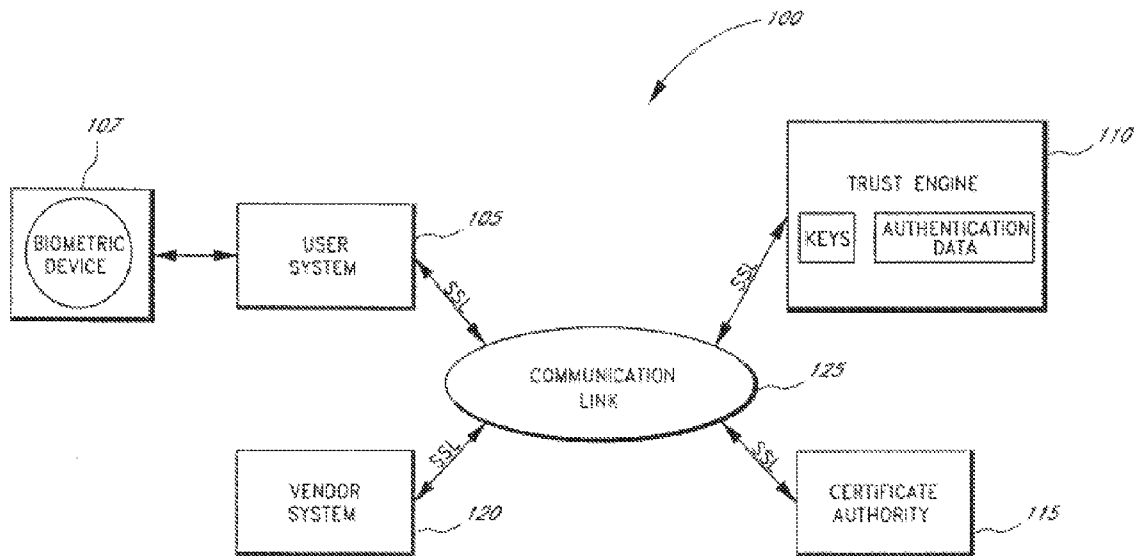 100
107
110
TRUST ENGINE
KEYS
AUTHENTICATION
DATA
105
BIOMETRIC
DEVICE
USER
SYSTEM
SSL
SSL
COMMUNICATION
LINK
125
SSL
SSL
VENDOR
SYSTEM
120
CERTIFICATE
AUTHORITY
115